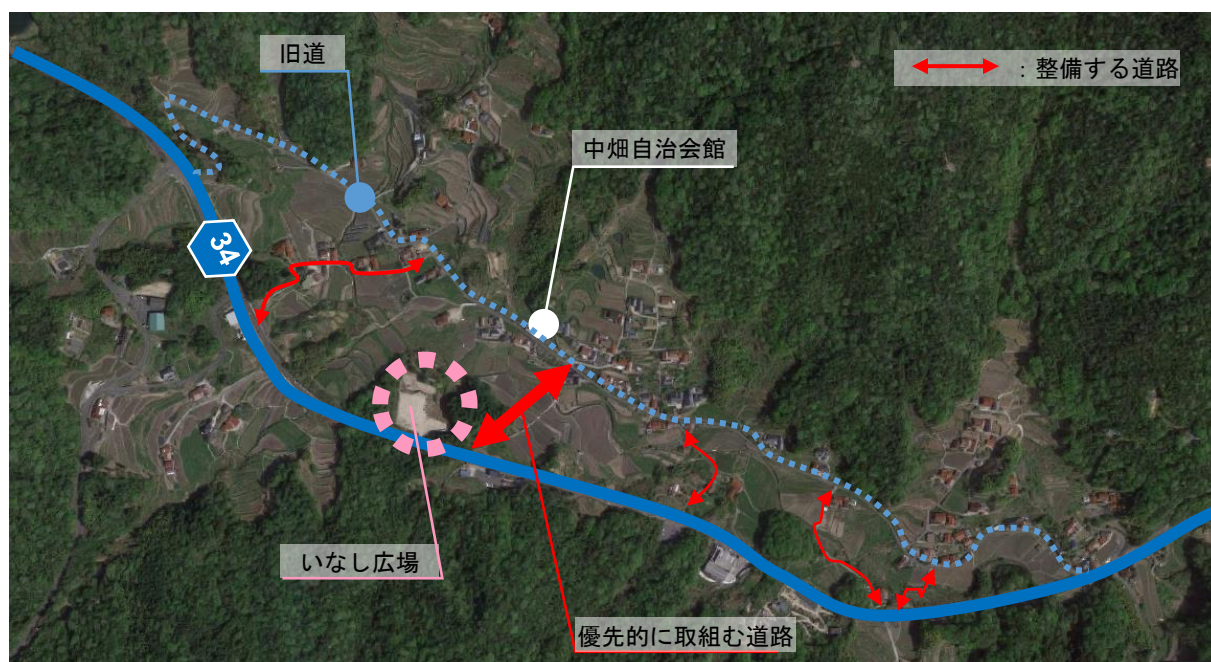 旧道
：整備する道路
中畑自治会館
34
いなし広場
優先的に取組む道路